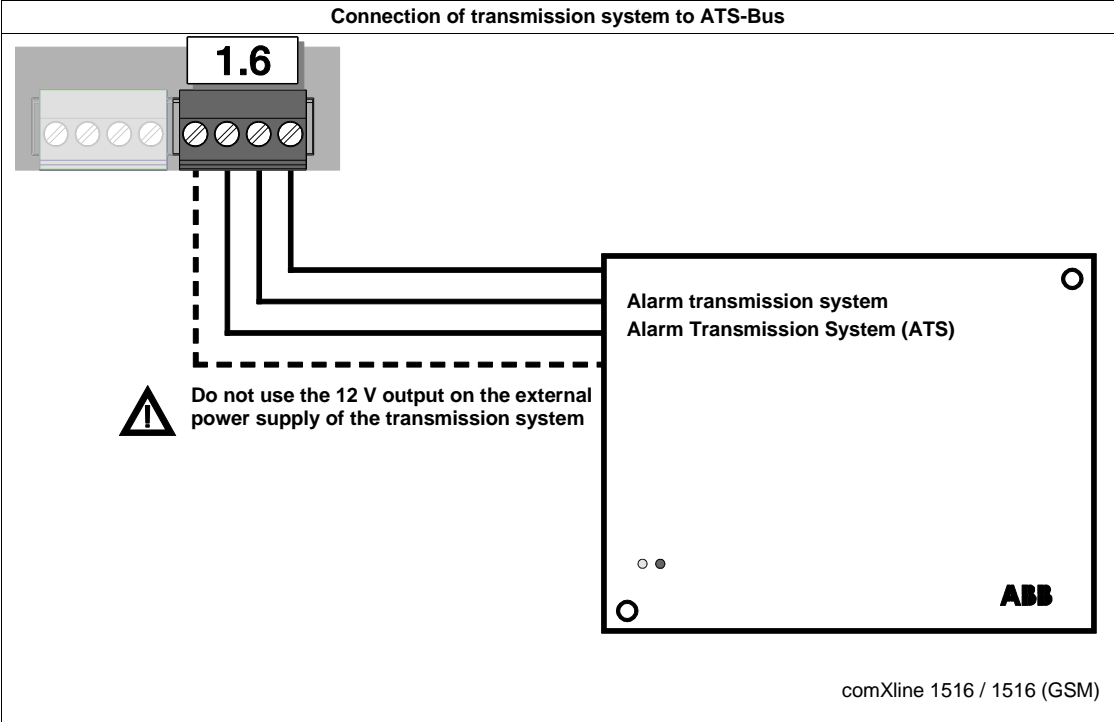 Connection of transmission system to ATS-Bus
1.6
Alarm transmission system
Alarm Transmission System (ATS)
Do not use the 12 V output on the external
power supply of the transmission system
ABB
comXline 1516 / 1516 (GSM)